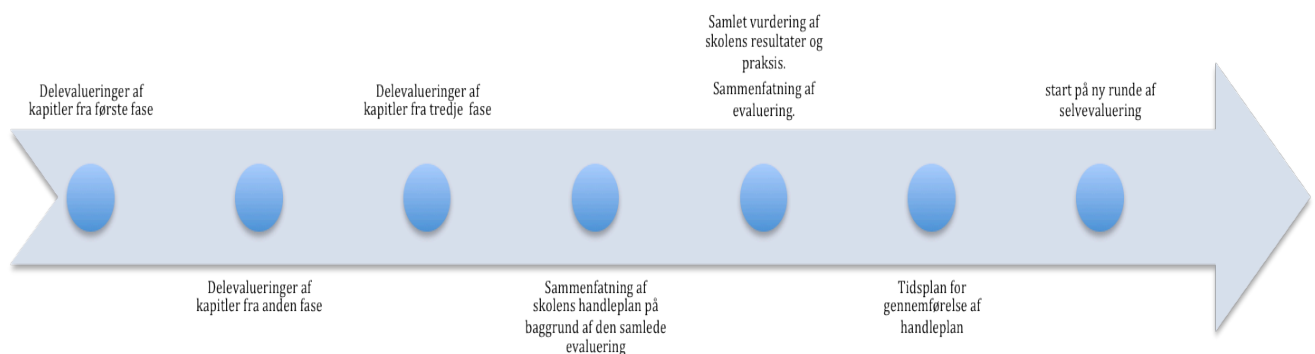 Delevalueringer af
kapitler fra første fase
Delevalueringer af
kapitler fra anden fase
Delevalueringer af
kapitler fra tredje fase
Sammenfatning af
skolens handleplan på
baggrund af den samlede
evaluering
Samlet vurdering af
skolens resultater og
praksis.
Sammenfatning af
evaluering.
Tidsplan for
gennemførelse af
handleplan
start på ny runde af
selvevaluering